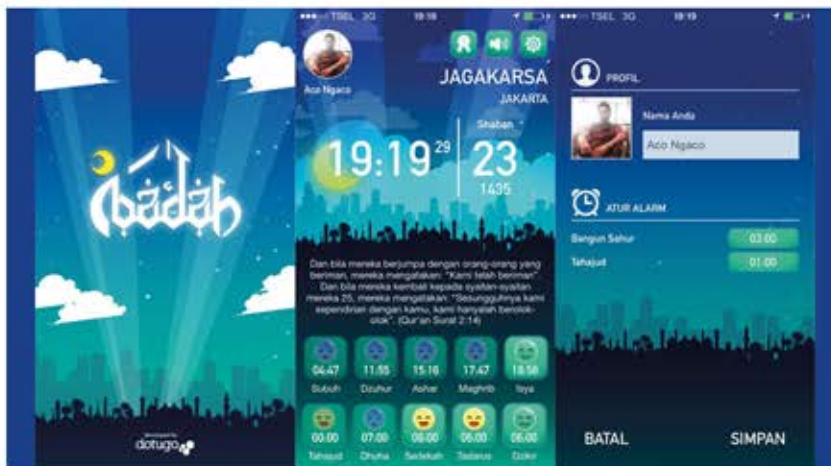 Ibadah
developed by
dotugo
TSEL 3G
19:19
Aco Ngaco
JAGAKARSA
JAKARTA
19:19 29
Shaban
23
1435
Dan bila mereka berjumpa dengan orang-orang yang
beriman, mereka mengatakan: "Kami telah beriman"
Dan bila mereka kembali kepada syaitan-syaitan
mereka 25, mereka mengatakan: "Sesungguhnya kami
sependirian dengan kamu, kami hanyalah berolok-
olok". (Qur'an Surat 2:14)
04:47 11:55 15:16 17:47 18:58
Subuh Dzuhur Ashar Maghrib Isya
00:00 07:00 06:00 06:00 06:00
Tahajud Dhuha Sedekah Tadarus Dzikir
TSEL 3G
19:19
PROFIL
Nama Anda
Aco Ngaco
ATUR ALARM
Bangun Sahur 03:00
Tahajud 01:00
BATAL SIMPAN